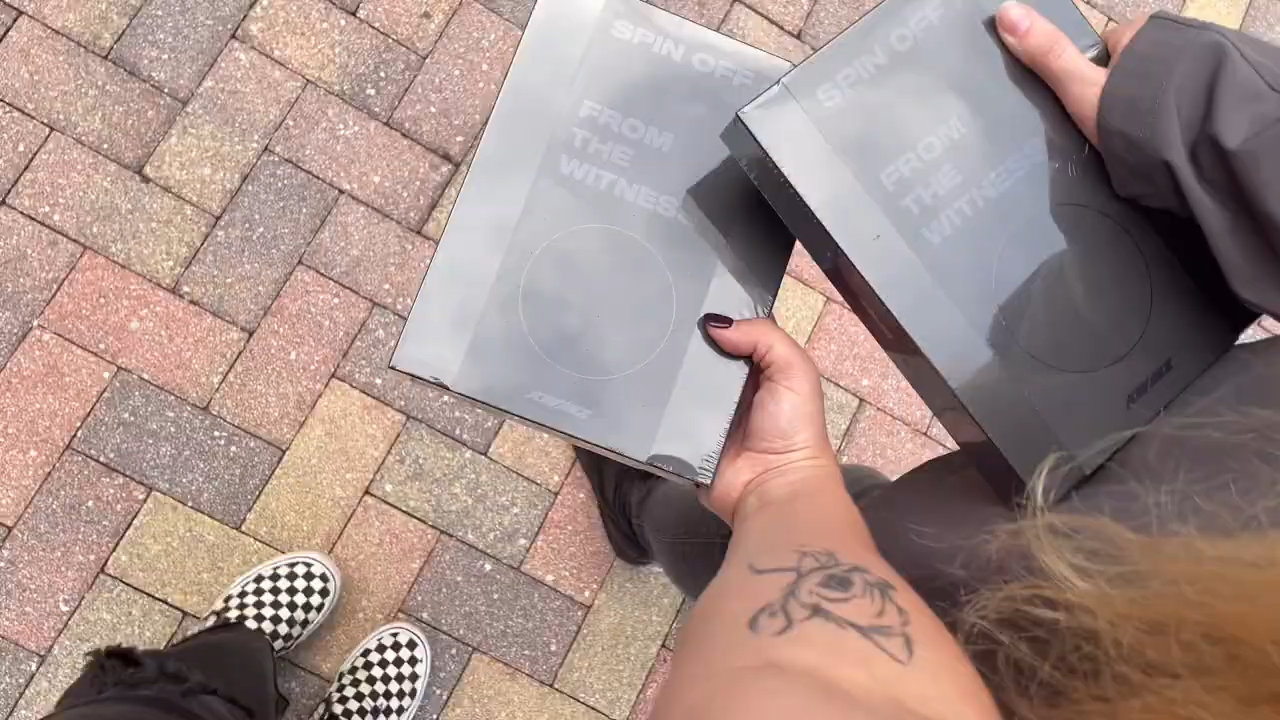 SPIN OFF
FROM
THE
WITNESS
SPIN OFF
FROM
THE
WITNESS